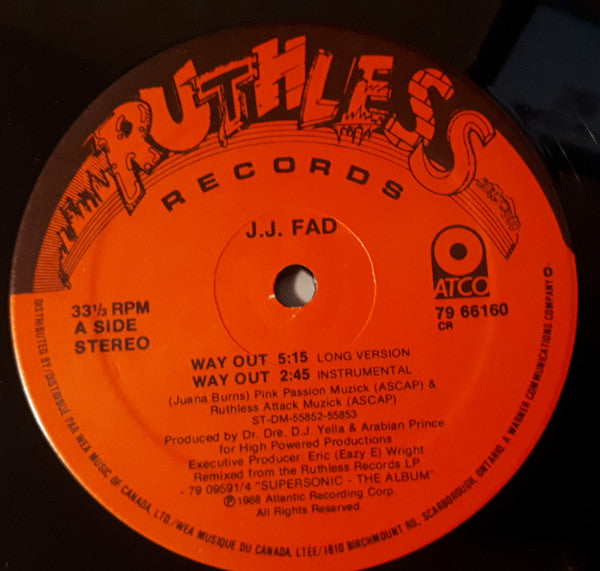 RUTHLESS
RECORDS
J.J. FAD
ATCO
79 66160
CR
33⅓ RPM
A SIDE
STEREO
WAY OUT 5:15 LONG VERSION
WAY OUT 2:45 INSTRUMENTAL
(Juana Burns) Pink Passion Muzick (ASCAP) &
Ruthless Attack Muzick (ASCAP)
ST-DM-55852-55853
Produced by Dr. Dre. D.J. Yella & Arabian Prince
for High Powered Productions
Executive Producer: Eric (Eazy E) Wright
Remixed from the Ruthless Records LP
- 79 09591/4 "SUPERSONIC - THE ALBUM"
℗1988 Atlantic Recording Corp.
All Rights Reserved.
DISTRIBUTED BY/DISTRIBUÉ PAR WEA MUSIC OF CANADA, LTD./WEA MUSIQUE DU CANADA, LTÉE/1810 BIRCHMOUNT RD., SCARBOROUGH, ONTARIO. A WARNER COMMUNICATIONS COMPANY